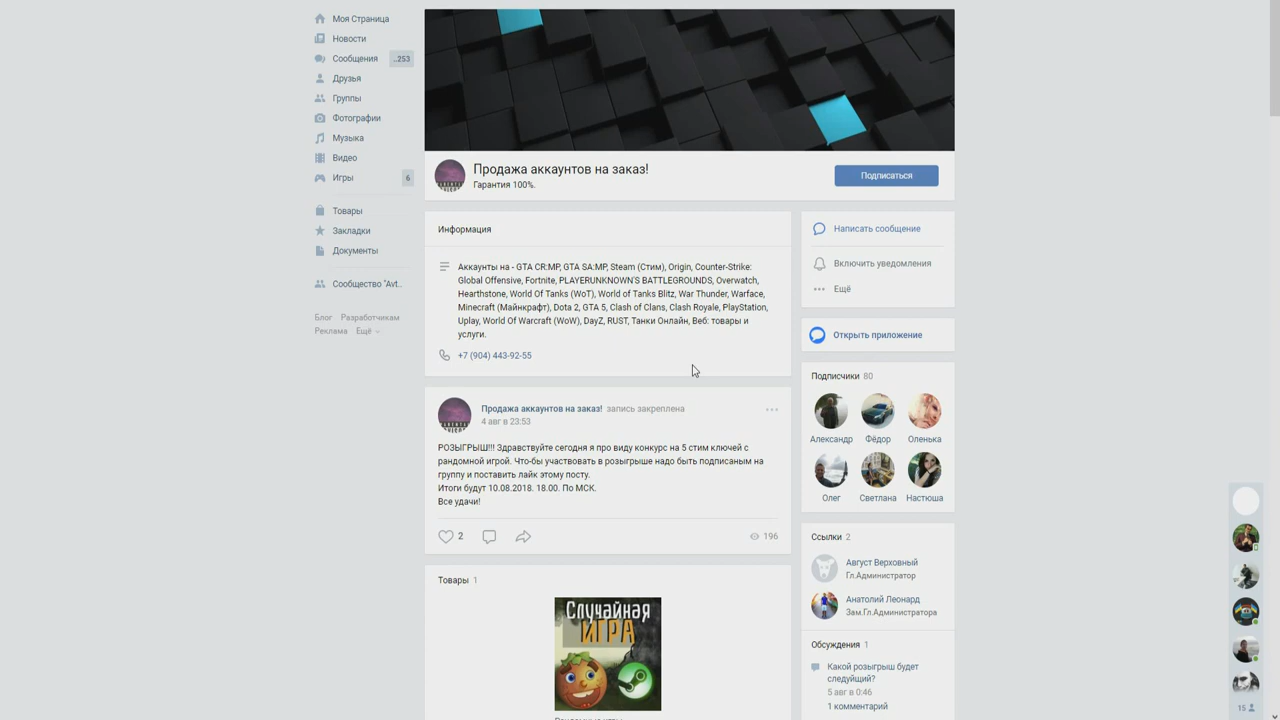 Моя Страница
Новости
Сообщения
..253
Друзья
Группы
Фотографии
Музыка
Видео
Игры
6
Товары
Закладки
Документы
Сообщество "Avt..
Блог Разработчикам
Реклама Ещё
Продажа аккаунтов на заказ!
Гарантия 100%.
Подписаться
Информация
Аккаунты на - GTA CR:MP, GTA SA:MP, Steam (Стим), Origin, Counter-Strike:
Global Offensive, Fortnite, PLAYERUNKNOWN'S BATTLEGROUNDS, Overwatch,
Hearthstone, World Of Tanks (WoT), World of Tanks Blitz, War Thunder, Warface,
Minecraft (Майнкрафт), Dota 2, GTA 5, Clash of Clans, Clash Royale, PlayStation,
Uplay, World Of Warcraft (WoW), DayZ, RUST, Танки Онлайн, Веб: товары и
услуги.
+7 (904) 443-92-55
Продажа аккаунтов на заказ! запись закреплена
4 авг в 23:53
РОЗЫГРЫШ!!! Здравствуйте сегодня я про виду конкурс на 5 стим ключей с
рандомной игрой. Что-бы участвовать в розыгрыше надо быть подписаным на
группу и поставить лайк этому посту.
Итоги будут 10.08.2018. 18.00. По МСК.
Все удачи!
2
196
Товары 1
Случайная
ИГРА
Написать сообщение
Включить уведомления
Ещё
Открыть приложение
Подписчики 80
Александр
Фёдор
Оленька
Олег
Светлана
Настюша
Ссылки 2
Август Верховный
Гл.Администратор
Анатолий Леонард
Зам.Гл.Администратора
Обсуждения 1
Какой розыгрыш будет
следуйщий?
5 авг в 0:46
1 комментарий
15